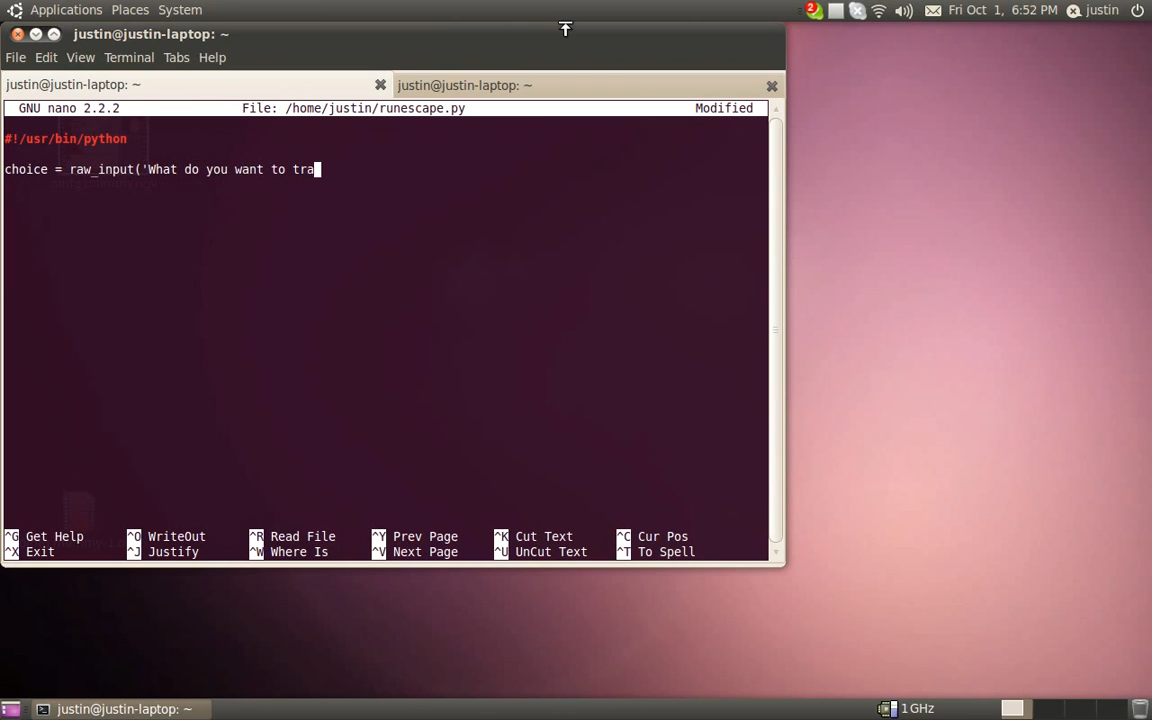 Applications Places System 2 Fri Oct 1, 6:52 PM justin
justin@justin-laptop: ~
File Edit View Terminal Tabs Help
justin@justin-laptop: ~ justin@justin-laptop: ~
GNU nano 2.2.2 File: /home/justin/runescape.py Modified
#!/usr/bin/python
choice = raw_input('What do you want to tra
^G Get Help ^O WriteOut ^R Read File ^Y Prev Page ^K Cut Text ^C Cur Pos
^X Exit ^J Justify ^W Where Is ^V Next Page ^U UnCut Text ^T To Spell
justin@justin-laptop: ~ 1 GHz